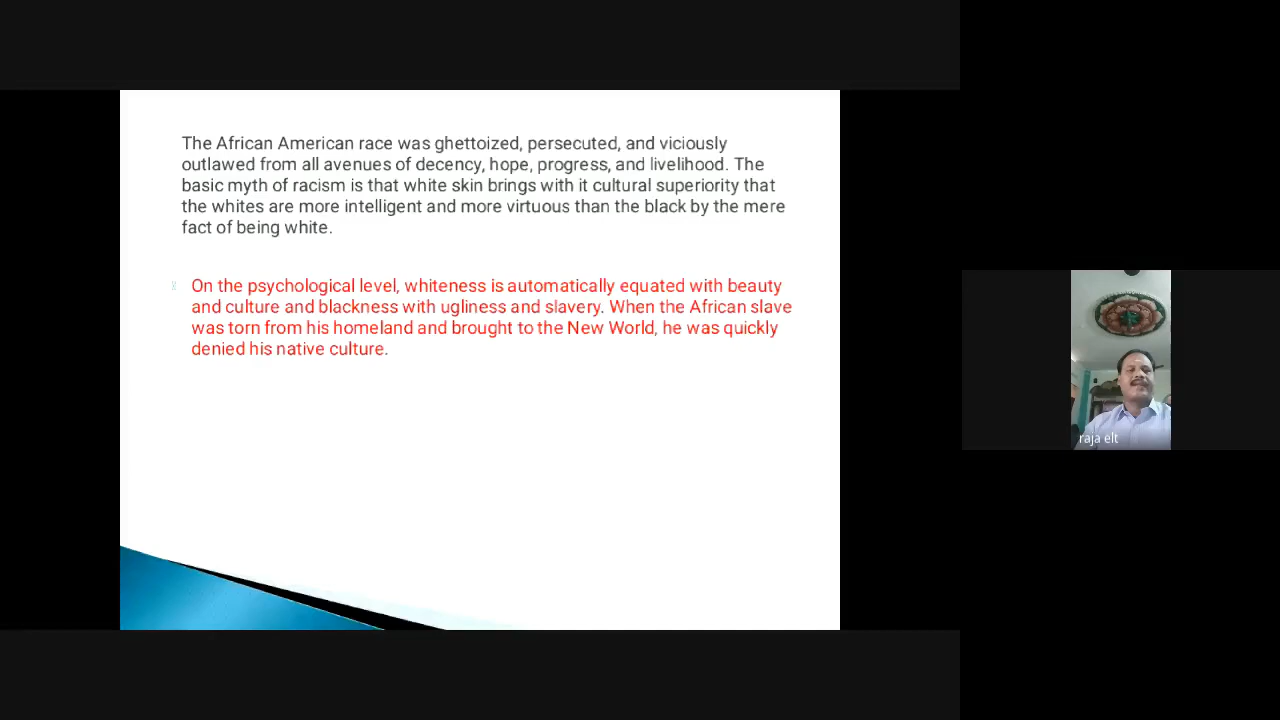 The African American race was ghettoized, persecuted, and viciously
outlawed from all avenues of decency, hope, progress, and livelihood. The
basic myth of racism is that white skin brings with it cultural superiority that
the whites are more intelligent and more virtuous than the black by the mere
fact of being white.
On the psychological level, whiteness is automatically equated with beauty
and culture and blackness with ugliness and slavery. When the African slave
was torn from his homeland and brought to the New World, he was quickly
denied his native culture.
raja elt